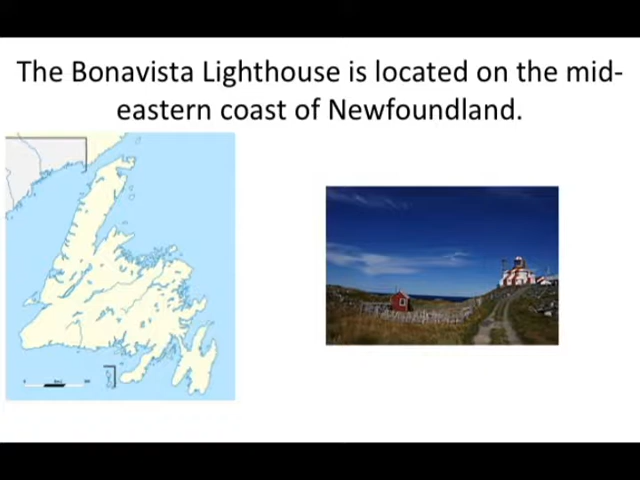 The Bonavista Lighthouse is located on the mid-
eastern coast of Newfoundland.